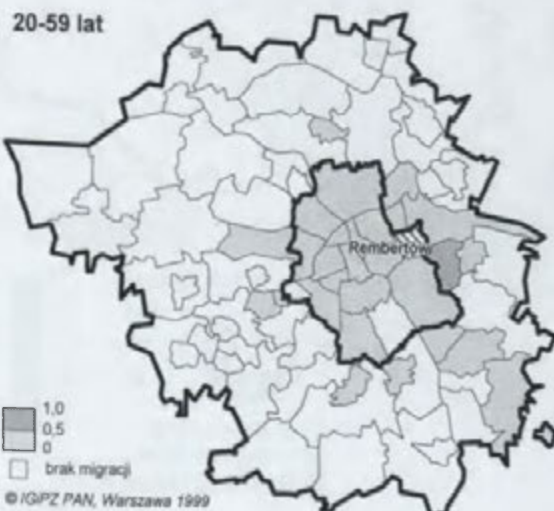 20-59 lat
Rembertów
1,0
0,5
0
brak migracji
© IGiPZ PAN, Warszawa 1999